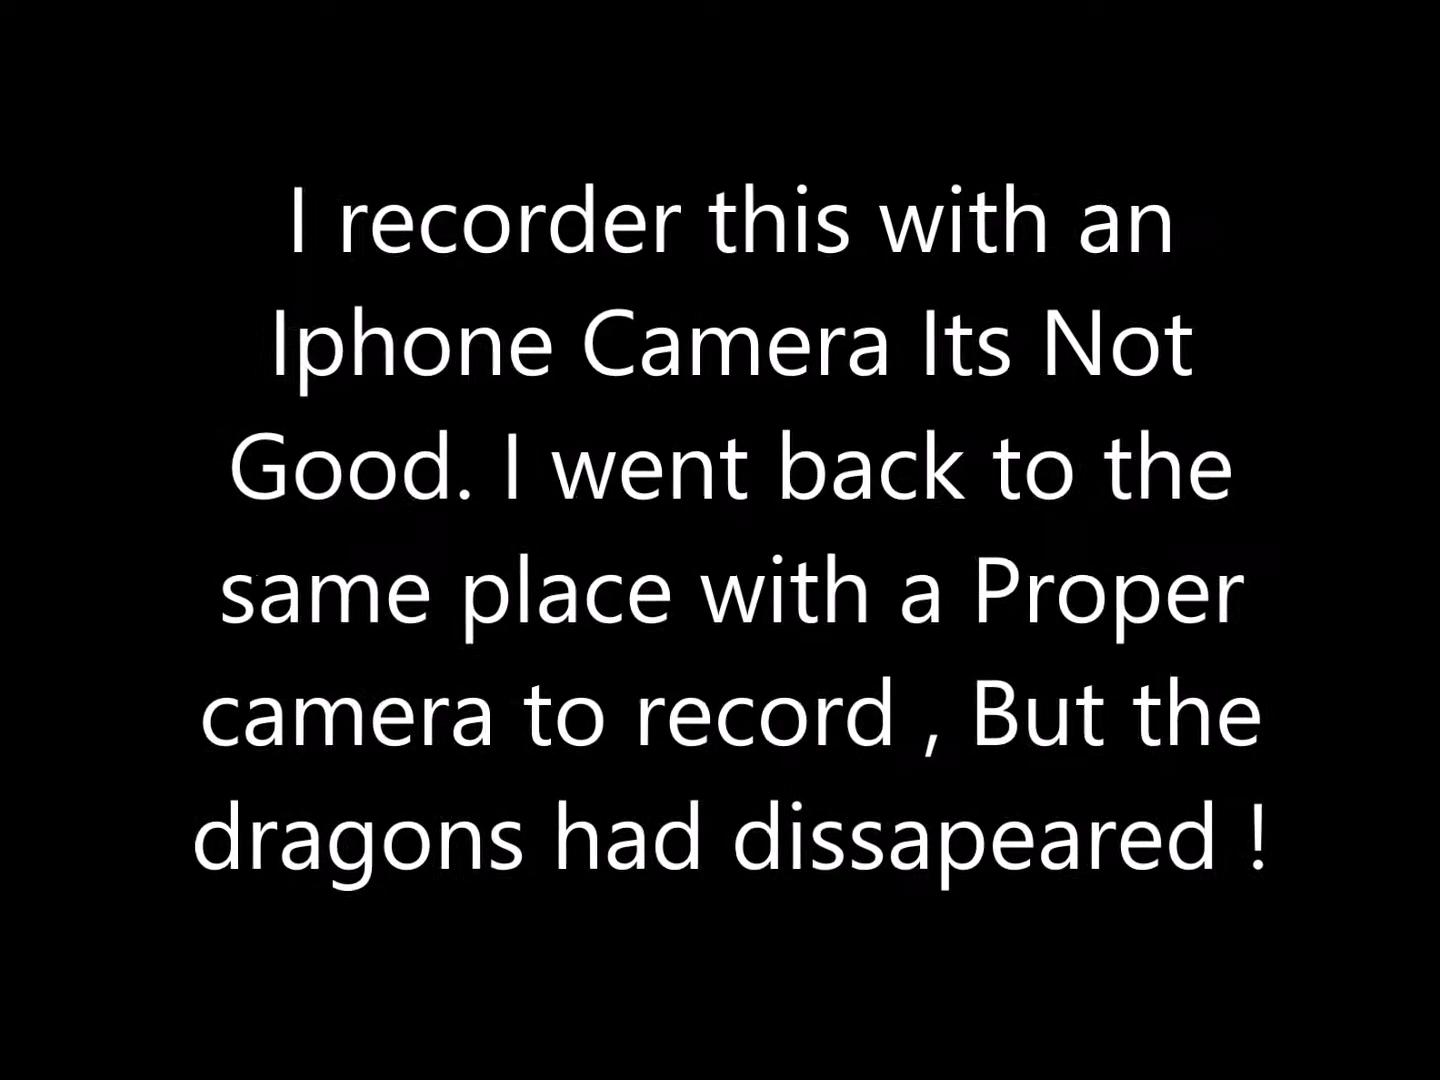 I recorder this with an
Iphone Camera Its Not
Good. I went back to the
same place with a Proper
camera to record , But the
dragons had dissapeared !